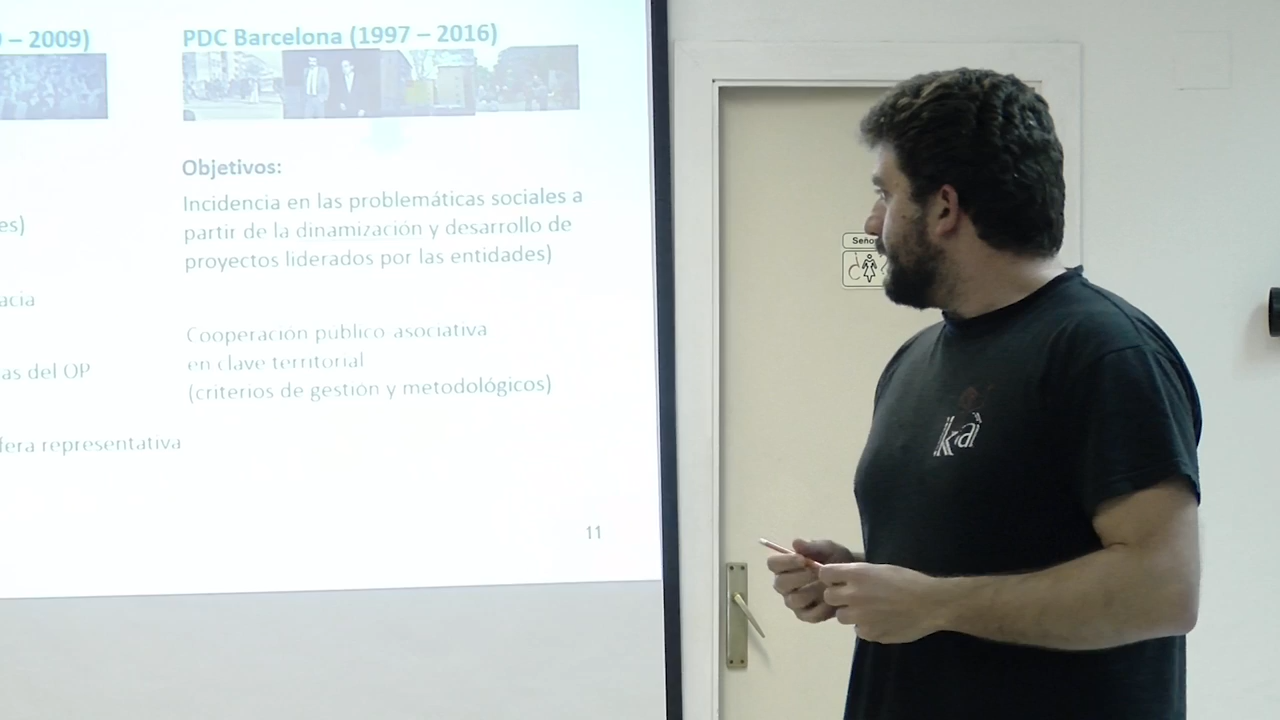 – 2009)
PDC Barcelona (1997 – 2016)
Objetivos:
Incidencia en las problemáticas sociales a
partir de la dinamización y desarrollo de
proyectos liderados por las entidades)
es)
acia
Cooperación público asociativa
en clave territorial
(criterios de gestión y metodológicos)
as del OP
fera representativa
11
Señor